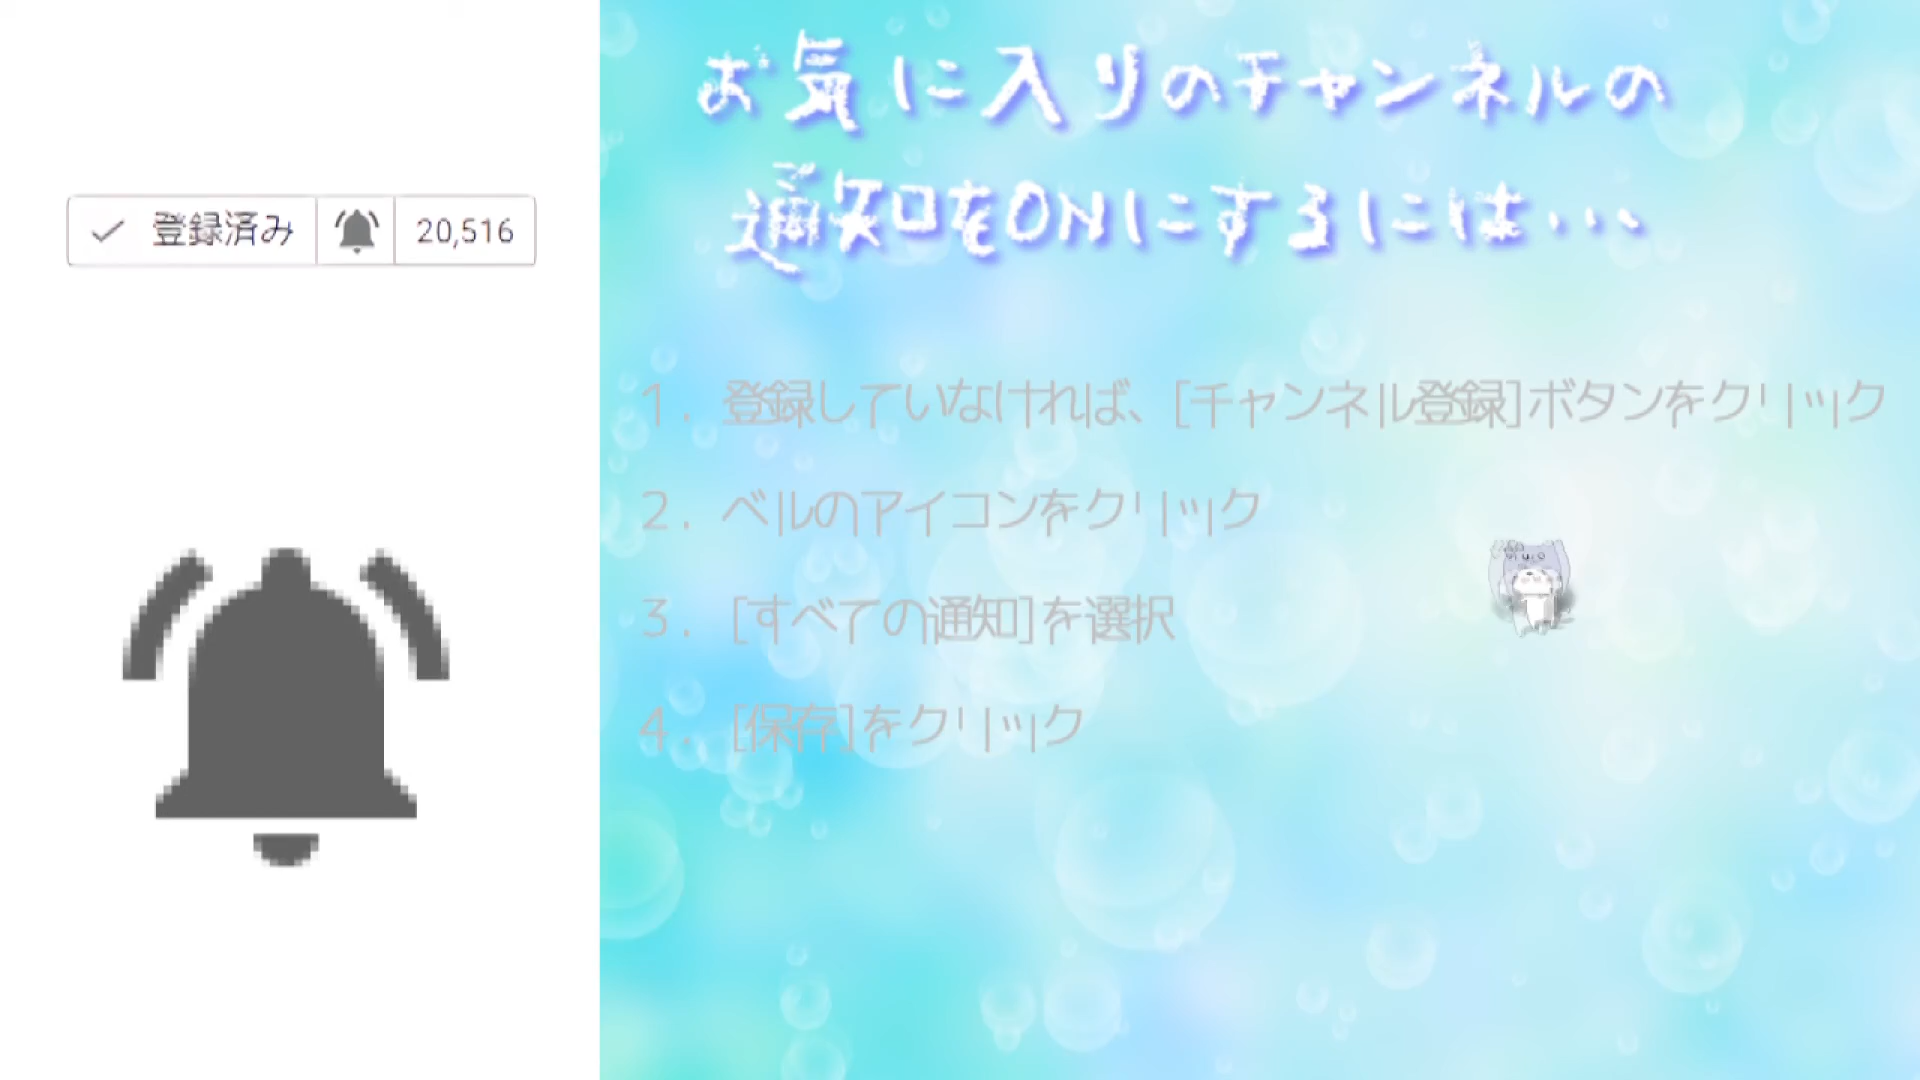 登録済み 20,516
お気に入りのチャンネルの
通知をONにするには・・・
1. 登録していなければ、[チャンネル登録]ボタンをクリック
2. ベルのアイコンをクリック
3. [すべての通知]を選択
4. [保存]をクリック